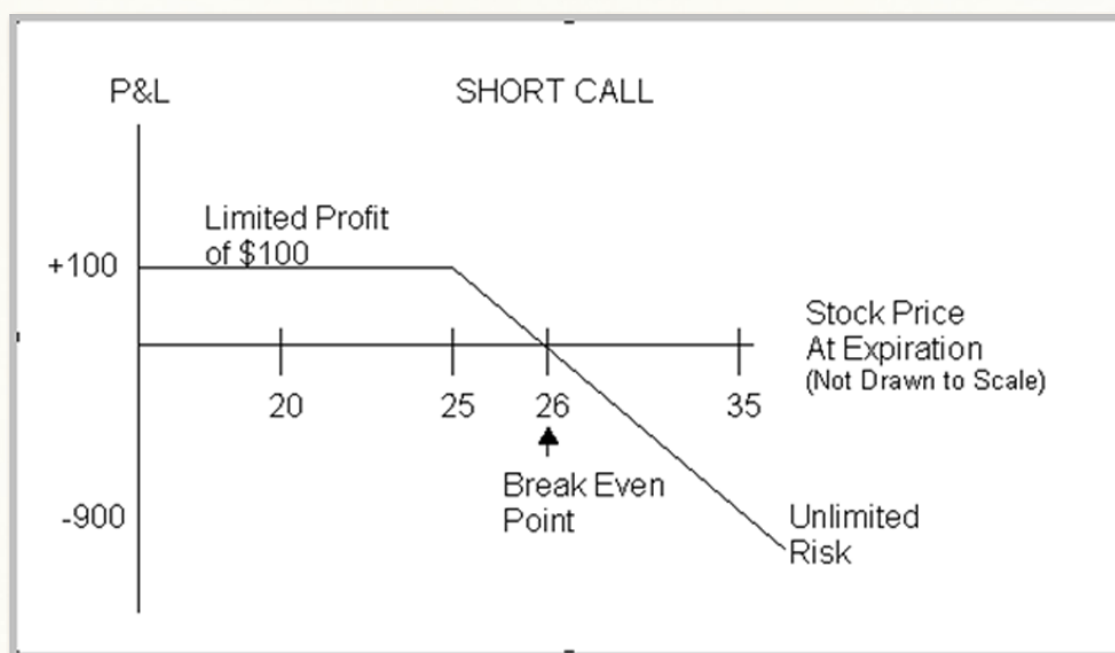 P&L
SHORT CALL
Limited Profit
of $100
+100
Stock Price
At Expiration
(Not Drawn to Scale)
20
25
26
35
Break Even
Point
-900
Unlimited
Risk